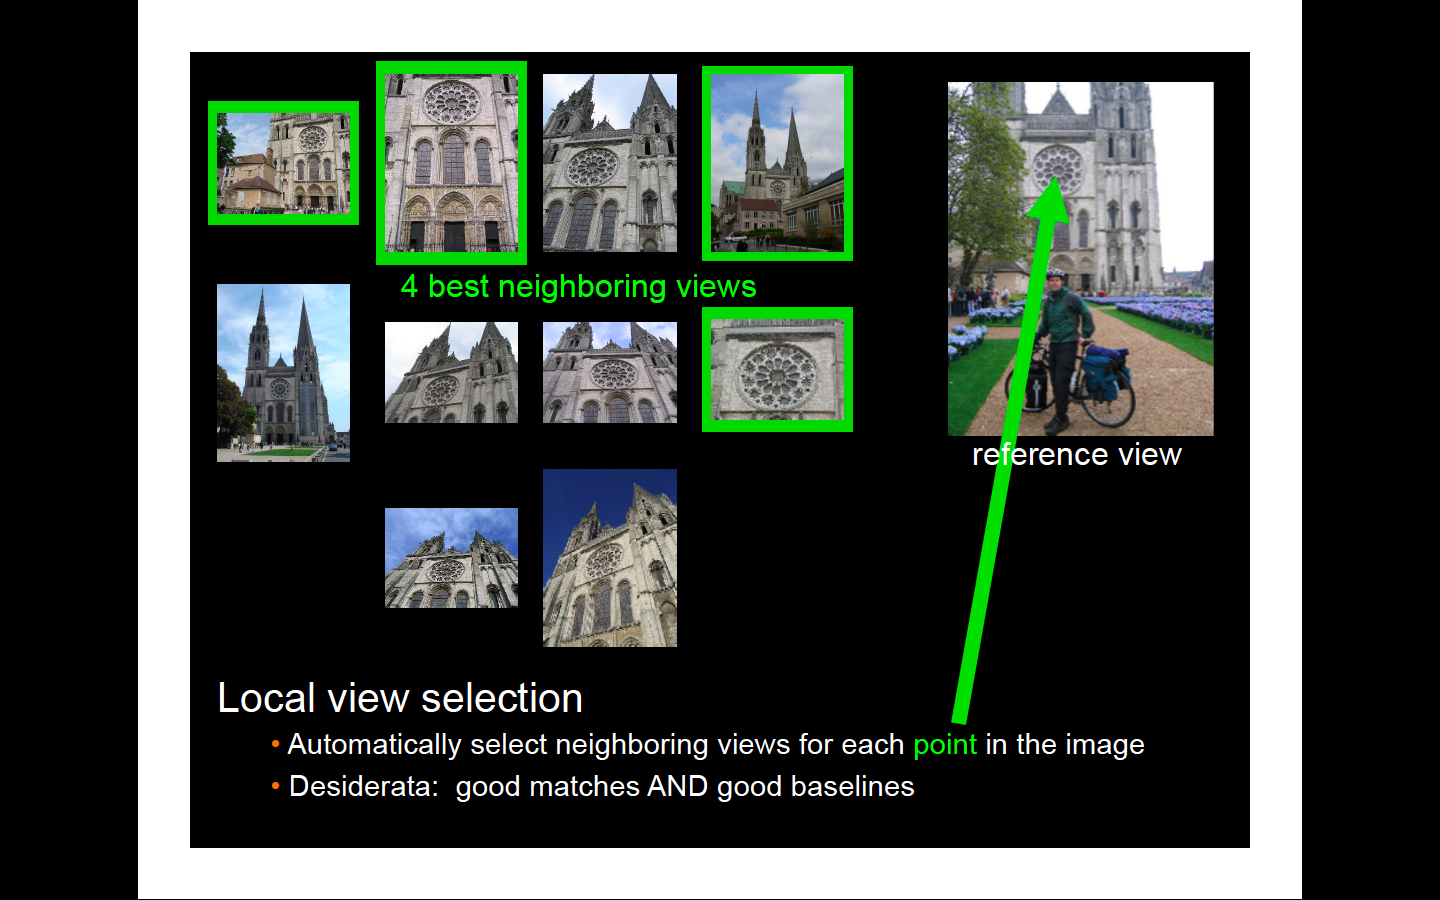 4 best neighboring views
reference view
Local view selection
• Automatically select neighboring views for each point in the image
• Desiderata:  good matches AND good baselines